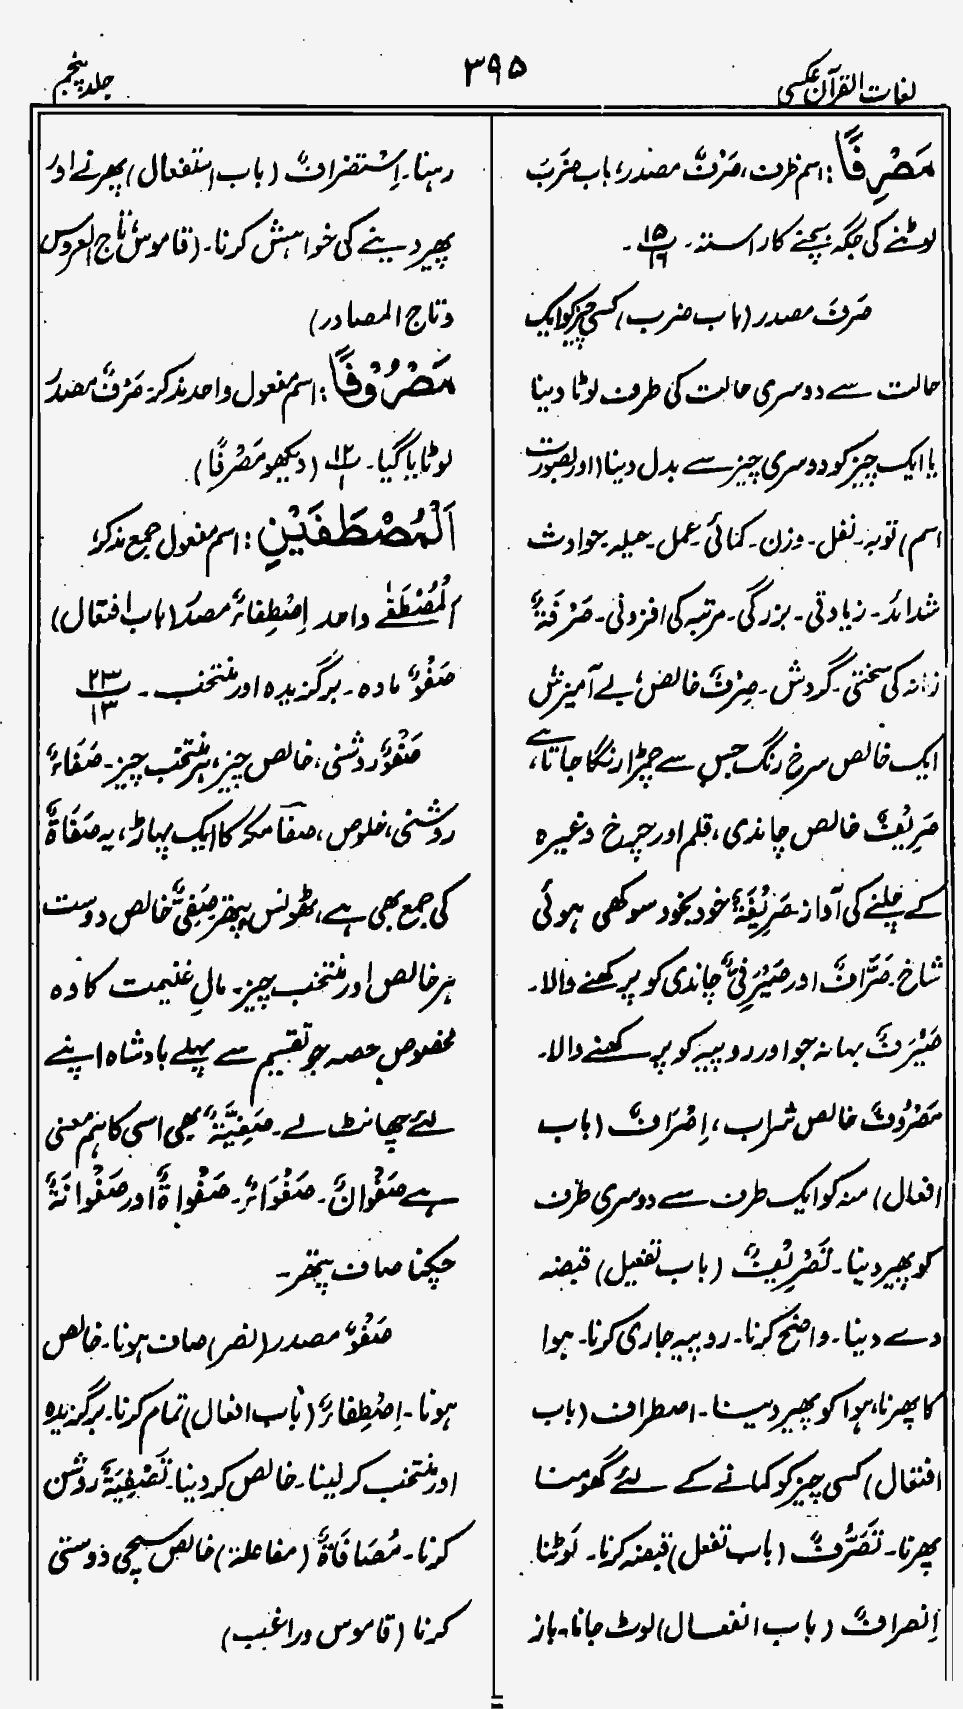 لغات القرآن عکسی
۳۹۵
جلد پنجم
مَصْرِفًا: اسم ظرف، صَرْفٌ مصدر، باب ضَرَبَ
لوٹنے کی جگہ بچنے کا راستہ۔ پ ۱۵/۱۶۔
صَرْفٌ مصدر (باب ضرب) کسی چیز کو ایک
حالت سے دوسری حالت کی طرف لوٹا دینا
یا ایک چیز کو دوسری چیز سے بدل دینا (اور بصورت
اسم) توبہ۔ نفل۔ وزن۔ کمائی۔ عمل۔ حیلہ۔ حوادث
شدائد۔ زیادتی۔ بزرگی۔ مرتبہ کی افزونی۔ صَرْفَۃٌ
زمانہ کی سختی۔ گردش۔ صِرْفٌ خالص، بے آمیزش
ایک خالص سرخ رنگ جس سے چمڑا رنگا جاتا ہے،
صَرِیْفٌ خالص چاندی، قلم اور چرخ وغیرہ
کے چلنے کی آواز۔ صَرِیْفَۃٌ خود بخود سوکھی ہوئی
شاخ۔ صَرَّافٌ اور صَیْرَفِیٌّ چاندی کو پرکھنے والا۔
صَیْرَفٌ بہانہ جو اور روپیہ کو پرکھنے والا۔
مَصْرُوْفٌ خالص شراب، اِصْرَافٌ (باب
افعال) منہ کو ایک طرف سے دوسری طرف
کو پھیر دینا۔ تَصْرِیْفٌ (باب تفعیل) قبضہ
دے دینا۔ واضح کرنا۔ روپیہ جاری کرنا۔ ہوا
کا پھرنا، ہوا کو پھیر دینا۔ اصطراف (باب
افتعال) کسی چیز کو کمانے کے لئے گھومنا
پھرنا۔ تَصَرُّفٌ (باب تفعل) قبضہ کرنا۔ لَوٹنا
اِنصرافٌ (باب انفعال) لوٹ جانا، باز
رہنا۔ اِسْتِصْرَافٌ (باب استفعال) پھرنے اور
پھیر دینے کی خواہش کرنا۔ (قاموس، تاج العروس
وتاج المصادر)
مَصْرُوْفًا: اسم مفعول واحد مذکر، صَرْفٌ مصدر
لوٹایا گیا۔ پ ۱۲/۱ (دیکھو مَصْرِفًا)۔
اَلْمُصْطَفَیْنِ: اسم مفعول جمع مذکر،
اَلْمُصْطَفٰے واحد اِصْطِفَاءٌ مصدر (باب افتعال)
صَفْوٌ مادہ۔ برگزیدہ اور منتخب۔ پ ۲۳/۱۳
صَفْوٌ روشنی، خالص چیز، ہر منتخب چیز۔ صَفَاءٌ
روشنی، خلوص، صَفَا مکہ کا ایک پہاڑ، یہ صَفَاۃٌ
کی جمع بھی ہے، ٹھونس پتھر صَفِیٌّ خالص دوست
ہر خالص اور منتخب چیز۔ مالِ غنیمت کا وہ
مخصوص حصہ جو تقسیم سے پہلے بادشاہ اپنے
لئے چھانٹ لے۔ صَفِیَّۃٌ بھی اسی کا ہم معنی
ہے صَفْوَانٌ۔ صَفْوَاءُ۔ صَفْوَاۃٌ اور صَفْوَانَۃٌ
چکنا صاف پتھر۔
صَفْوٌ مصدر (نصر) صاف ہونا۔ خالص
ہونا۔ اِصْطِفَاءٌ (باب افعال) تمام کرنا۔ برگزیدہ
اور منتخب کر لینا۔ خالص کر دینا۔ تَصْفِیَۃٌ روشن
کرنا۔ مُصَافَاۃٌ (مفاعلۃ) خالص سچی دوستی
کرنا (قاموس وراغب)